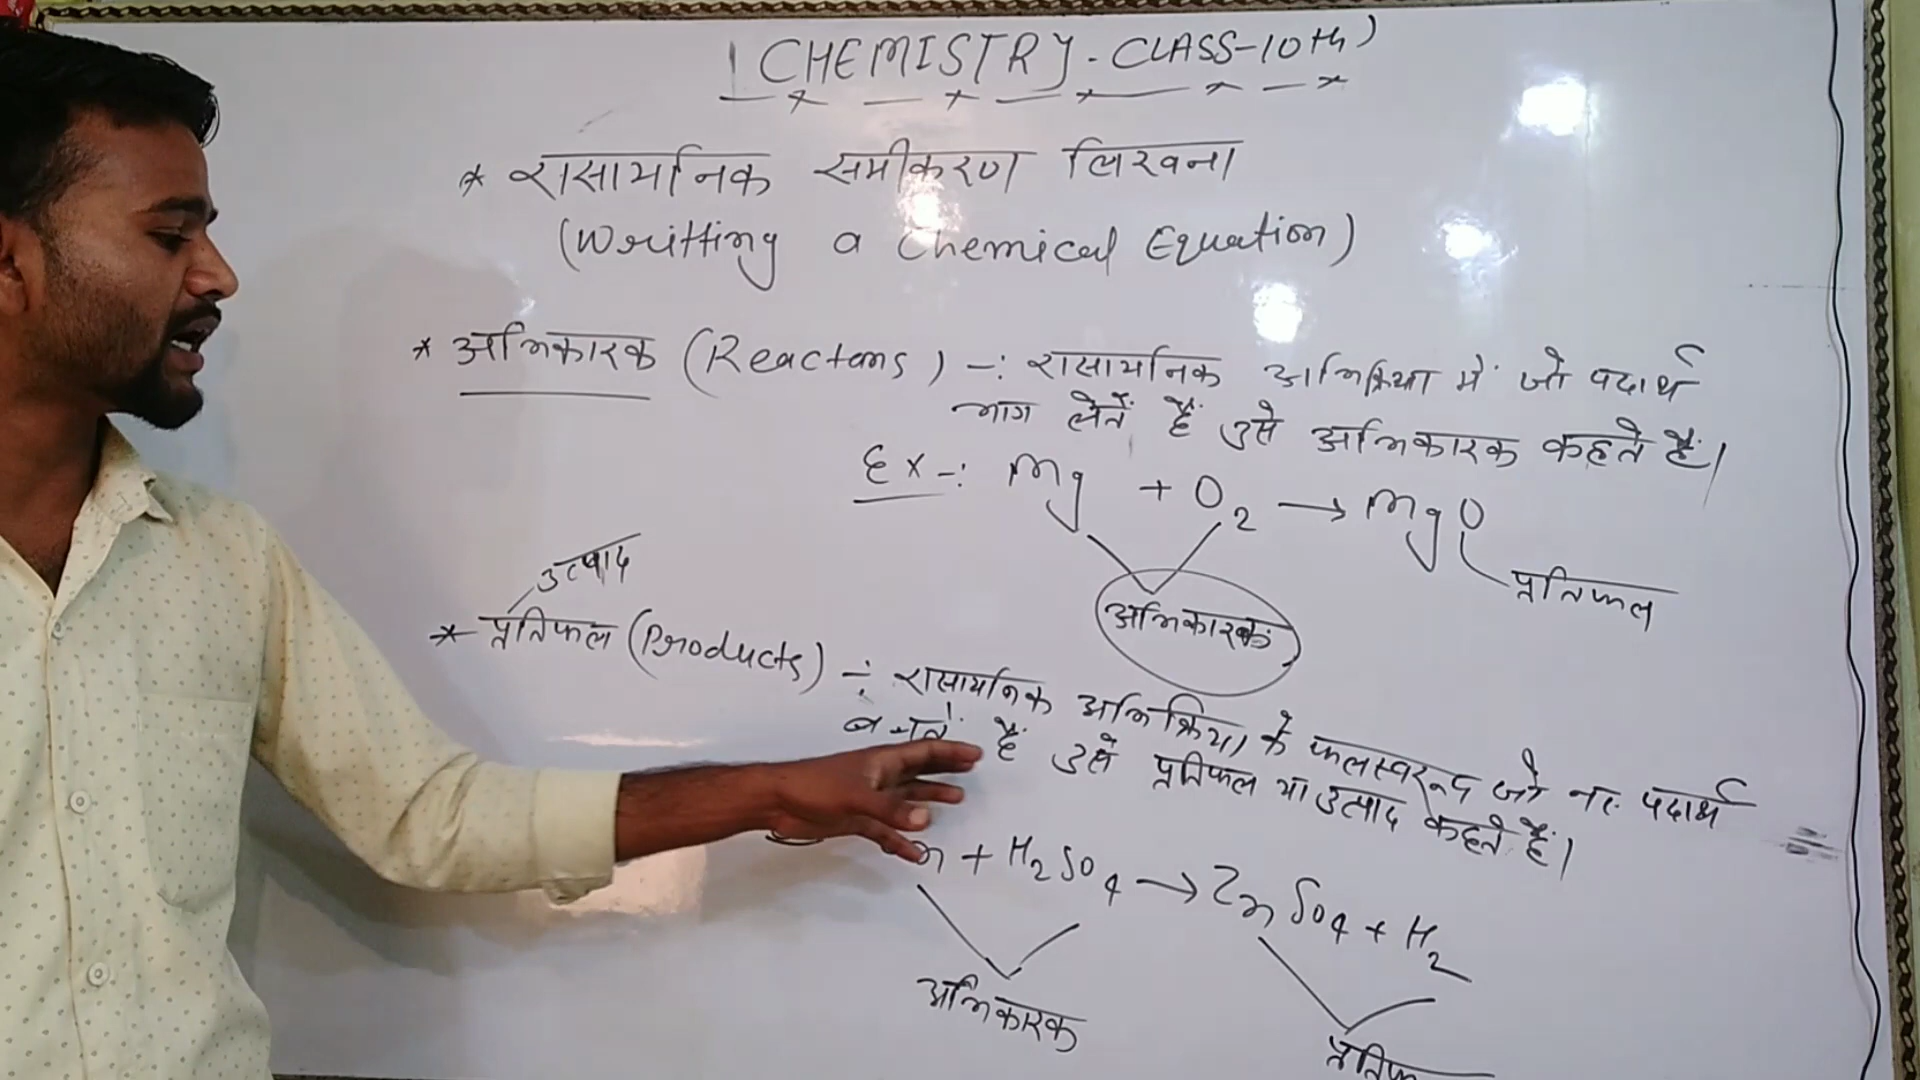 (CHEMISTRY - CLASS-10th)
* रासायनिक समीकरण लिखना
(Writting a Chemical Equation)
* अभिकारक (Reactans) -: रासायनिक अभिक्रिया में जो पदार्थ
भाग लेतें हैं उसे अभिकारक कहते हैं।
Ex -: Mg + O2 → MgO
प्रतिफल
अभिकारक
उत्पाद
* प्रतिफल (Products) -: रासायनिक अभिक्रिया के फलस्वरूप जो नए पदार्थ
बनते हैं उसे प्रतिफल या उत्पाद कहते हैं।
n + H2SO4 → ZnSO4 + H2
अभिकारक